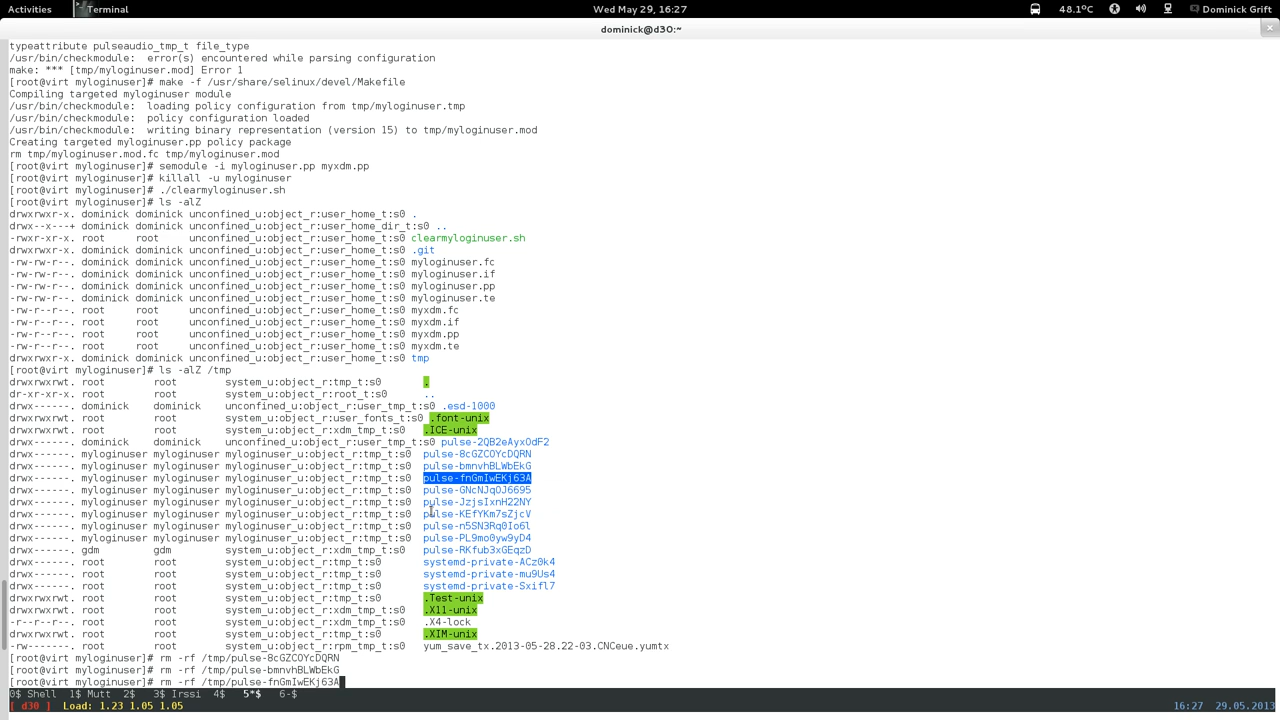 Activities Terminal Wed May 29, 16:27 48.1°C Dominick Grift
dominick@d30:~
typeattribute pulseaudio_tmp_t file_type
/usr/bin/checkmodule:  error(s) encountered while parsing configuration
make: *** [tmp/myloginuser.mod] Error 1
[root@virt myloginuser]# make -f /usr/share/selinux/devel/Makefile
Compiling targeted myloginuser module
/usr/bin/checkmodule:  loading policy configuration from tmp/myloginuser.tmp
/usr/bin/checkmodule:  policy configuration loaded
/usr/bin/checkmodule:  writing binary representation (version 15) to tmp/myloginuser.mod
Creating targeted myloginuser.pp policy package
rm tmp/myloginuser.mod.fc tmp/myloginuser.mod
[root@virt myloginuser]# semodule -i myloginuser.pp myxdm.pp
[root@virt myloginuser]# killall -u myloginuser
[root@virt myloginuser]# ./clearmyloginuser.sh
[root@virt myloginuser]# ls -alZ
drwxrwxr-x. dominick dominick unconfined_u:object_r:user_home_t:s0 .
drwx--x---+ dominick dominick unconfined_u:object_r:user_home_dir_t:s0 ..
-rwxr-xr-x. root     root     unconfined_u:object_r:user_home_t:s0 clearmyloginuser.sh
drwxrwxr-x. dominick dominick unconfined_u:object_r:user_home_t:s0 .git
-rw-rw-r--. dominick dominick unconfined_u:object_r:user_home_t:s0 myloginuser.fc
-rw-rw-r--. dominick dominick unconfined_u:object_r:user_home_t:s0 myloginuser.if
-rw-rw-r--. dominick dominick unconfined_u:object_r:user_home_t:s0 myloginuser.pp
-rw-rw-r--. dominick dominick unconfined_u:object_r:user_home_t:s0 myloginuser.te
-rw-r--r--. root     root     unconfined_u:object_r:user_home_t:s0 myxdm.fc
-rw-r--r--. root     root     unconfined_u:object_r:user_home_t:s0 myxdm.if
-rw-r--r--. root     root     unconfined_u:object_r:user_home_t:s0 myxdm.pp
-rw-r--r--. root     root     unconfined_u:object_r:user_home_t:s0 myxdm.te
drwxrwxr-x. dominick dominick unconfined_u:object_r:user_home_t:s0 tmp
[root@virt myloginuser]# ls -alZ /tmp
drwxrwxrwt. root        root        system_u:object_r:tmp_t:s0       .
dr-xr-xr-x. root        root        system_u:object_r:root_t:s0      ..
drwx------. dominick    dominick    unconfined_u:object_r:user_tmp_t:s0 .esd-1000
drwxrwxrwt. root        root        system_u:object_r:user_fonts_t:s0 .font-unix
drwxrwxrwt. root        root        system_u:object_r:xdm_tmp_t:s0   .ICE-unix
drwx------. dominick    dominick    unconfined_u:object_r:user_tmp_t:s0 pulse-2QB2eAyxOdF2
drwx------. myloginuser myloginuser myloginuser_u:object_r:tmp_t:s0  pulse-8cGZCOYcDQRN
drwx------. myloginuser myloginuser myloginuser_u:object_r:tmp_t:s0  pulse-bmnvhBLWbEkG
drwx------. myloginuser myloginuser myloginuser_u:object_r:tmp_t:s0  pulse-fnGmIwEKj63A
drwx------. myloginuser myloginuser myloginuser_u:object_r:tmp_t:s0  pulse-GNcNJqOJ6695
drwx------. myloginuser myloginuser myloginuser_u:object_r:tmp_t:s0  pulse-JzjsIxnH22NY
drwx------. myloginuser myloginuser myloginuser_u:object_r:tmp_t:s0  pulse-KEfYKm7sZjcV
drwx------. myloginuser myloginuser myloginuser_u:object_r:tmp_t:s0  pulse-n5SN3Rq0Io6l
drwx------. myloginuser myloginuser myloginuser_u:object_r:tmp_t:s0  pulse-PL9mo0yw9yD4
drwx------. gdm         gdm         system_u:object_r:xdm_tmp_t:s0   pulse-RKfub3xGEqzD
drwx------. root        root        system_u:object_r:tmp_t:s0       systemd-private-ACz0k4
drwx------. root        root        system_u:object_r:tmp_t:s0       systemd-private-mu9Us4
drwx------. root        root        system_u:object_r:tmp_t:s0       systemd-private-Sxifl7
drwxrwxrwt. root        root        system_u:object_r:tmp_t:s0       .Test-unix
drwxrwxrwt. root        root        system_u:object_r:xdm_tmp_t:s0   .X11-unix
-r--r--r--. root        root        system_u:object_r:xdm_tmp_t:s0   .X4-lock
drwxrwxrwt. root        root        system_u:object_r:tmp_t:s0       .XIM-unix
-rw-------. root        root        system_u:object_r:rpm_tmp_t:s0   yum_save_tx.2013-05-28.22-03.CNCeue.yumtx
[root@virt myloginuser]# rm -rf /tmp/pulse-8cGZCOYcDQRN
[root@virt myloginuser]# rm -rf /tmp/pulse-bmnvhBLWbEkG
[root@virt myloginuser]# rm -rf /tmp/pulse-fnGmIwEKj63A
0$ Shell  1$ Mutt  2$   3$ Irssi  4$   5*$   6-$
[ d30 ]  Load: 1.23 1.05 1.05 16:27  29.05.2013